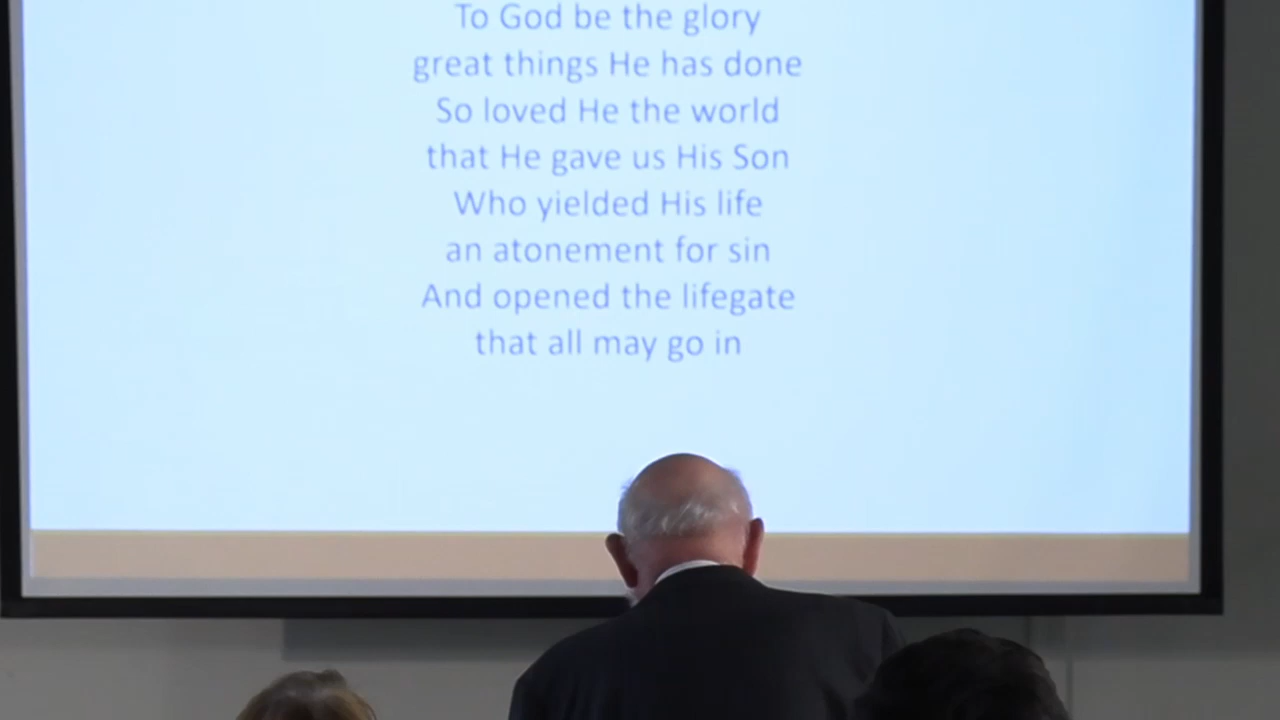 To God be the glory
great things He has done
So loved He the world
that He gave us His Son
Who yielded His life
an atonement for sin
And opened the lifegate
that all may go in